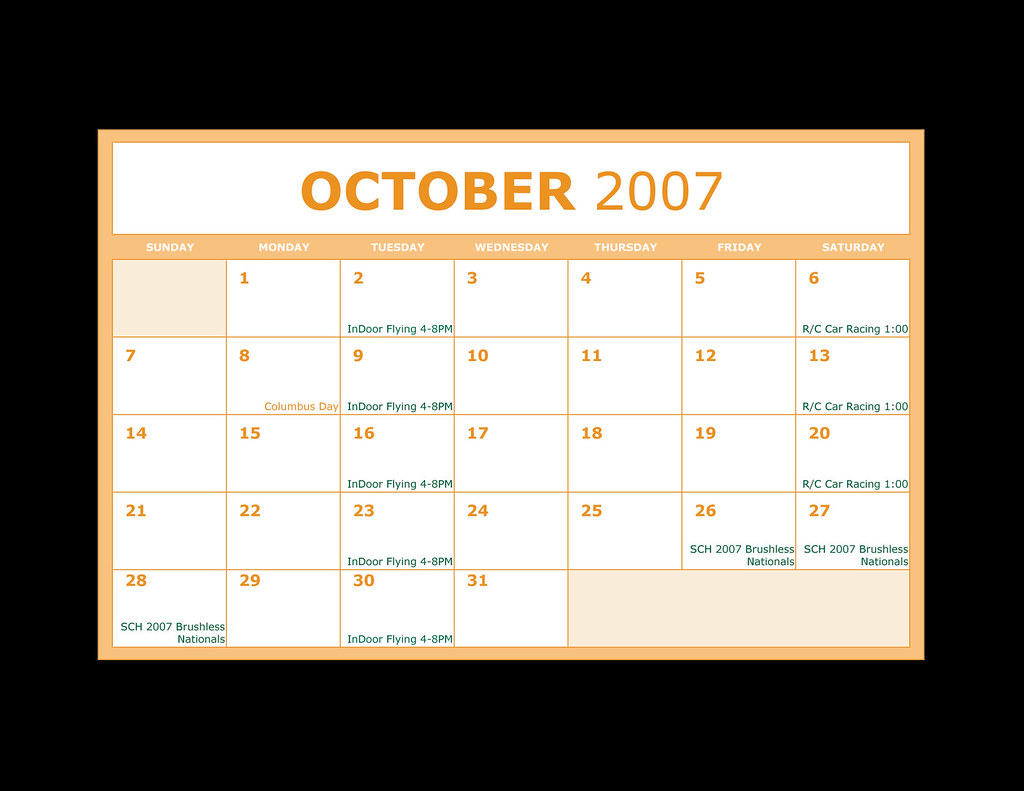 OCTOBER 2007
SUNDAY MONDAY TUESDAY WEDNESDAY THURSDAY FRIDAY SATURDAY
1 2 3 4 5 6
InDoor Flying 4-8PM R/C Car Racing 1:00
7 8 9 10 11 12 13
Columbus Day InDoor Flying 4-8PM R/C Car Racing 1:00
14 15 16 17 18 19 20
InDoor Flying 4-8PM R/C Car Racing 1:00
21 22 23 24 25 26 27
SCH 2007 Brushless SCH 2007 Brushless
InDoor Flying 4-8PM Nationals Nationals
28 29 30 31
SCH 2007 Brushless
Nationals InDoor Flying 4-8PM